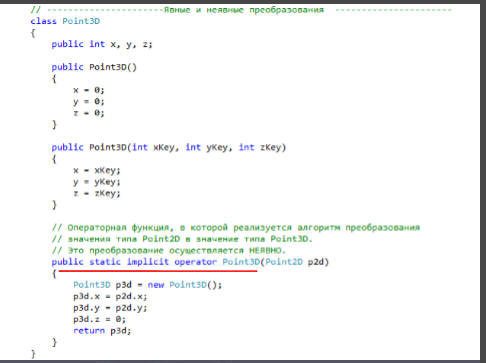 // ----------------------Явные и неявные преобразования ----------------------
class Point3D
{
public int x, y, z;
public Point3D()
{
x = 0;
y = 0;
z = 0;
}
public Point3D(int xKey, int yKey, int zKey)
{
x = xKey;
y = yKey;
z = zKey;
}
// Операторная функция, в которой реализуется алгоритм преобразования
// значения типа Point2D в значение типа Point3D.
// Это преобразование осуществляется НЕЯВНО.
public static implicit operator Point3D(Point2D p2d)
{
Point3D p3d = new Point3D();
p3d.x = p2d.x;
p3d.y = p2d.y;
p3d.z = 0;
return p3d;
}
}